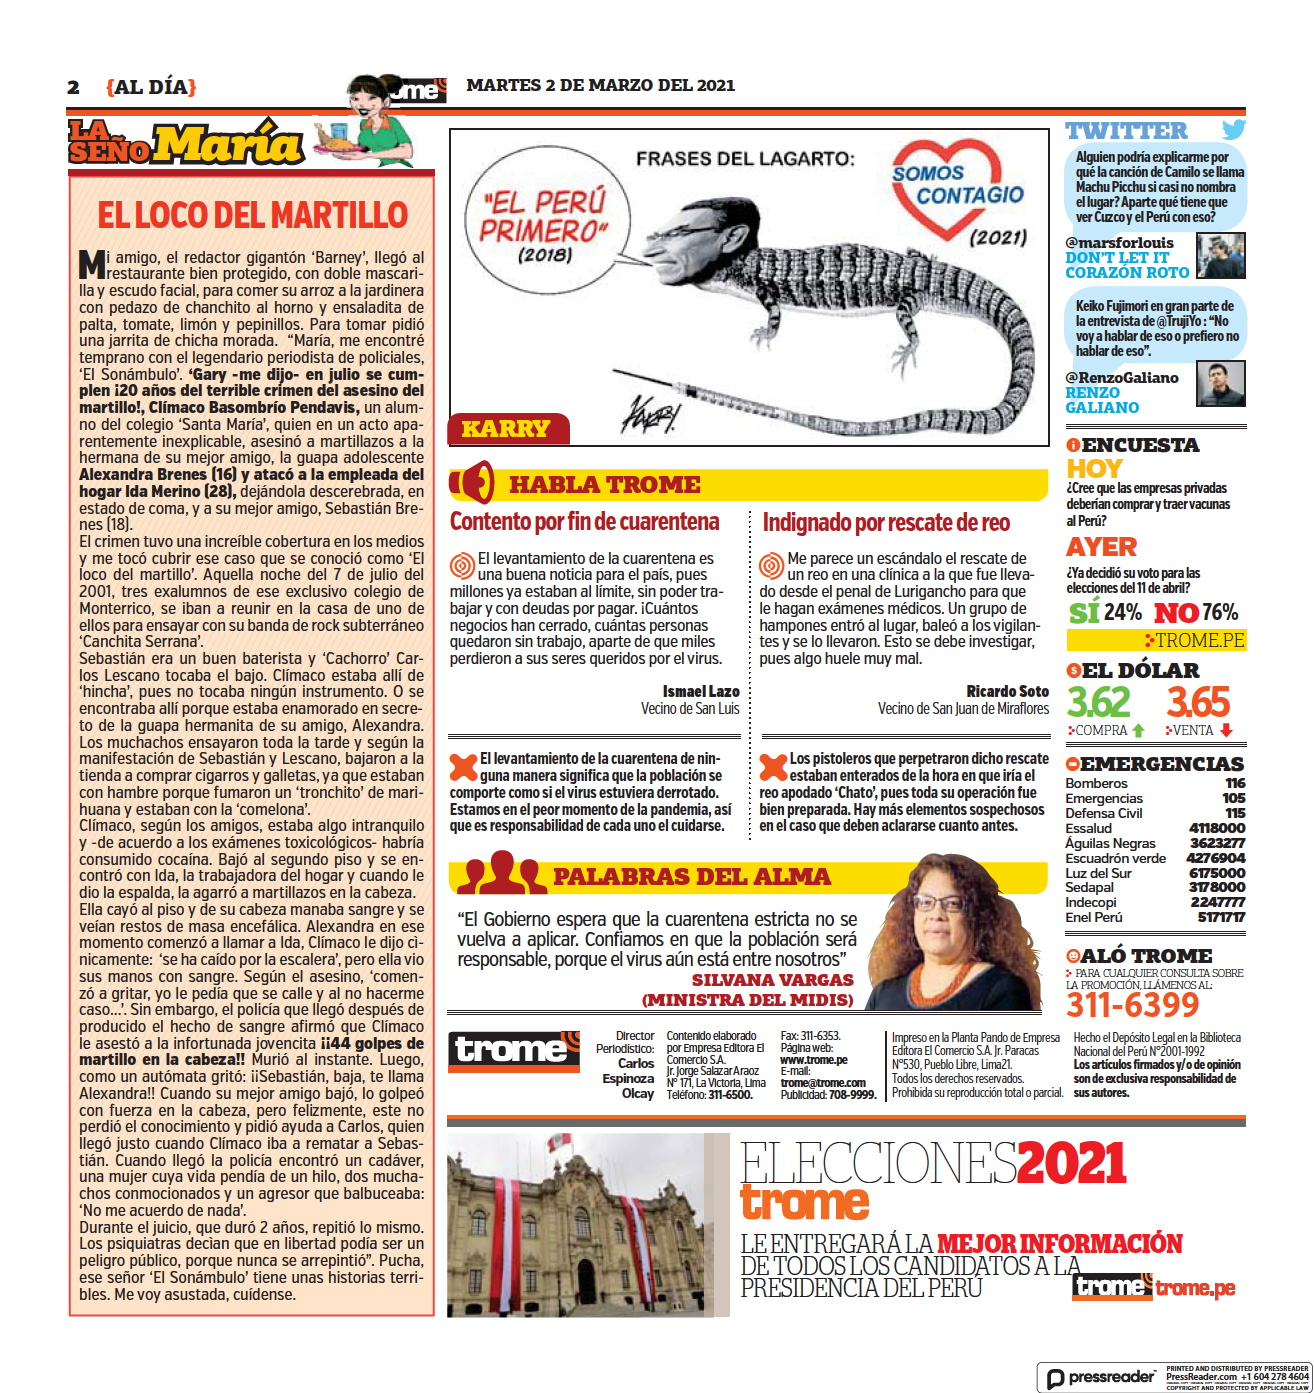 2 {AL DÍA}
trome
MARTES 2 DE MARZO DEL 2021
LA SEÑO María
EL LOCO DEL MARTILLO
Mi amigo, el redactor gigantón ‘Barney’, llegó al
restaurante bien protegido, con doble mascari-
lla y escudo facial, para comer su arroz a la jardinera
con pedazo de chanchito al horno y ensaladita de
palta, tomate, limón y pepinillos. Para tomar pidió
una jarrita de chicha morada. “María, me encontré
temprano con el legendario periodista de policiales,
‘El Sonámbulo’. ‘Gary -me dijo- en julio se cum-
plen ¡20 años del terrible crimen del asesino del
martillo!, Clímaco Basombrío Pendavis, un alum-
no del colegio ‘Santa María’, quien en un acto apa-
rentemente inexplicable, asesinó a martillazos a la
hermana de su mejor amigo, la guapa adolescente
Alexandra Brenes (16) y atacó a la empleada del
hogar Ida Merino (28), dejándola descerebrada, en
estado de coma, y a su mejor amigo, Sebastián Bre-
nes (18).
El crimen tuvo una increíble cobertura en los medios
y me tocó cubrir ese caso que se conoció como ‘El
loco del martillo’. Aquella noche del 7 de julio del
2001, tres exalumnos de ese exclusivo colegio de
Monterrico, se iban a reunir en la casa de uno de
ellos para ensayar con su banda de rock subterráneo
‘Canchita Serrana’.
Sebastián era un buen baterista y ‘Cachorro’ Car-
los Lescano tocaba el bajo. Clímaco estaba allí de
‘hincha’, pues no tocaba ningún instrumento. O se
encontraba allí porque estaba enamorado en secre-
to de la guapa hermanita de su amigo, Alexandra.
Los muchachos ensayaron toda la tarde y según la
manifestación de Sebastián y Lescano, bajaron a la
tienda a comprar cigarros y galletas, ya que estaban
con hambre porque fumaron un ‘tronchito’ de mari-
huana y estaban con la ‘comelona’.
Clímaco, según los amigos, estaba algo intranquilo
y -de acuerdo a los exámenes toxicológicos- habría
consumido cocaína. Bajó al segundo piso y se en-
contró con Ida, la trabajadora del hogar y cuando le
dio la espalda, la agarró a martillazos en la cabeza.
Ella cayó al piso y de su cabeza manaba sangre y se
veían restos de masa encefálica. Alexandra en ese
momento comenzó a llamar a Ida, Clímaco le dijo cì-
nicamente: ‘se ha caído por la escalera’, pero ella vio
sus manos con sangre. Según el asesino, ‘comen-
zó a gritar, yo le pedía que se calle y al no hacerme
caso...’. Sin embargo, el policía que llegó después de
producido el hecho de sangre afirmó que Clímaco
le asestó a la infortunada jovencita ¡¡44 golpes de
martillo en la cabeza!! Murió al instante. Luego,
como un autómata gritó: ¡¡Sebastián, baja, te llama
Alexandra!! Cuando su mejor amigo bajó, lo golpeó
con fuerza en la cabeza, pero felizmente, este no
perdió el conocimiento y pidió ayuda a Carlos, quien
llegó justo cuando Clímaco iba a rematar a Sebas-
tián. Cuando llegó la policía encontró un cadáver,
una mujer cuya vida pendía de un hilo, dos mucha-
chos conmocionados y un agresor que balbuceaba:
‘No me acuerdo de nada’.
Durante el juicio, que duró 2 años, repitió lo mismo.
Los psiquiatras decìan que en libertad podía ser un
peligro público, porque nunca se arrepintió”. Pucha,
ese señor ‘El Sonámbulo’ tiene unas historias terri-
bles. Me voy asustada, cuídense.
FRASES DEL LAGARTO:
"EL PERÚ
PRIMERO"
(2018)
SOMOS
CONTAGIO
(2021)
KARRY
KARRY
HABLA TROME
Contento por fin de cuarentena
El levantamiento de la cuarentena es
una buena noticia para el país, pues
millones ya estaban al límite, sin poder tra-
bajar y con deudas por pagar. ¡Cuántos
negocios han cerrado, cuántas personas
quedaron sin trabajo, aparte de que miles
perdieron a sus seres queridos por el virus.
Ismael Lazo
Vecino de San Luis
El levantamiento de la cuarentena de nin-
guna manera significa que la población se
comporte como si el virus estuviera derrotado.
Estamos en el peor momento de la pandemia, así
que es responsabilidad de cada uno el cuidarse.
Indignado por rescate de reo
Me parece un escándalo el rescate de
un reo en una clínica a la que fue lleva-
do desde el penal de Lurigancho para que
le hagan exámenes médicos. Un grupo de
hampones entró al lugar, baleó a los vigilan-
tes y se lo llevaron. Esto se debe investigar,
pues algo huele muy mal.
Ricardo Soto
Vecino de San Juan de Miraflores
Los pistoleros que perpetraron dicho rescate
estaban enterados de la hora en que iría el
reo apodado ‘Chato’, pues toda su operación fue
bien preparada. Hay más elementos sospechosos
en el caso que deben aclararse cuanto antes.
PALABRAS DEL ALMA
“El Gobierno espera que la cuarentena estricta no se
vuelva a aplicar. Confiamos en que la población será
responsable, porque el virus aún está entre nosotros”
SILVANA VARGAS
(MINISTRA DEL MIDIS)
trome
Director
Periodístico:
Carlos
Espinoza
Olcay
Contenido elaborado
por Empresa Editora El
Comercio S.A.
Jr. Jorge Salazar Araoz
N° 171, La Victoria, Lima
Teléfono: 311-6500.
Fax: 311-6353.
Página web:
www.trome.pe
E-mail:
trome@trome.com
Publicidad: 708-9999.
Impreso en la Planta Pando de Empresa
Editora El Comercio S.A. Jr. Paracas
N°530, Pueblo Libre, Lima21.
Todos los derechos reservados.
Prohibida su reproducción total o parcial.
Hecho el Depósito Legal en la Biblioteca
Nacional del Perú N°2001-1992
Los artículos firmados y/o de opinión
son de exclusiva responsabilidad de
sus autores.
TWITTER
Alguien podría explicarme por
qué la canción de Camilo se llama
Machu Picchu si casi no nombra
el lugar? Aparte qué tiene que
ver Cuzco y el Perú con eso?
@marsforlouis
DON'T LET IT
CORAZÓN ROTO
Keiko Fujimori en gran parte de
la entrevista de @TrujiYo : “No
voy a hablar de eso o prefiero no
hablar de eso”.
@RenzoGaliano
RENZO
GALIANO
ENCUESTA
HOY
¿Cree que las empresas privadas
deberían comprar y traer vacunas
al Perú?
AYER
¿Ya decidió su voto para las
elecciones del 11 de abril?
SÍ 24% NO 76%
TROME.PE
EL DÓLAR
3.62 3.65
COMPRA VENTA
EMERGENCIAS
Bomberos 116
Emergencias 105
Defensa Civil 115
Essalud 4118000
Águilas Negras 3623277
Escuadrón verde 4276904
Luz del Sur 6175000
Sedapal 3178000
Indecopi 2247777
Enel Perú 5171717
ALÓ TROME
PARA CUALQUIER CONSULTA SOBRE
LA PROMOCIÓN, LLÁMENOS AL:
311-6399
ELECCIONES2021
trome
LE ENTREGARÁ LA MEJOR INFORMACIÓN
DE TODOS LOS CANDIDATOS A LA
PRESIDENCIA DEL PERÚ
trome trome.pe
pressreader
PRINTED AND DISTRIBUTED BY PRESSREADER
PressReader.com +1 604 278 4604
COPYRIGHT AND PROTECTED BY APPLICABLE LAW